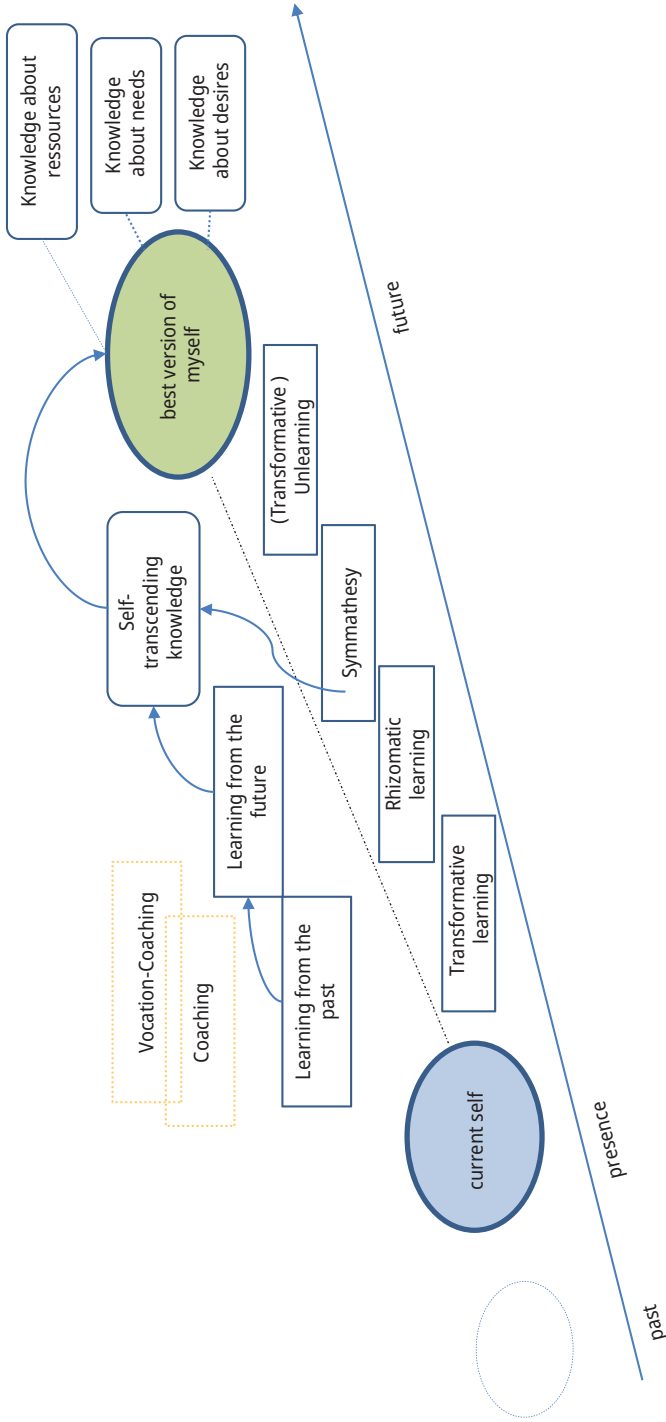 Knowledge about
ressources
Knowledge
about needs
Knowledge
about desires
best version of
myself
Self-
transcending
knowledge
Vocation-Coaching
Coaching
Learning from the
future
Learning from the
past
(Transformative )
Unlearning
Symmathesy
Rhizomatic
learning
Transformative
learning
current self
past
presence
future